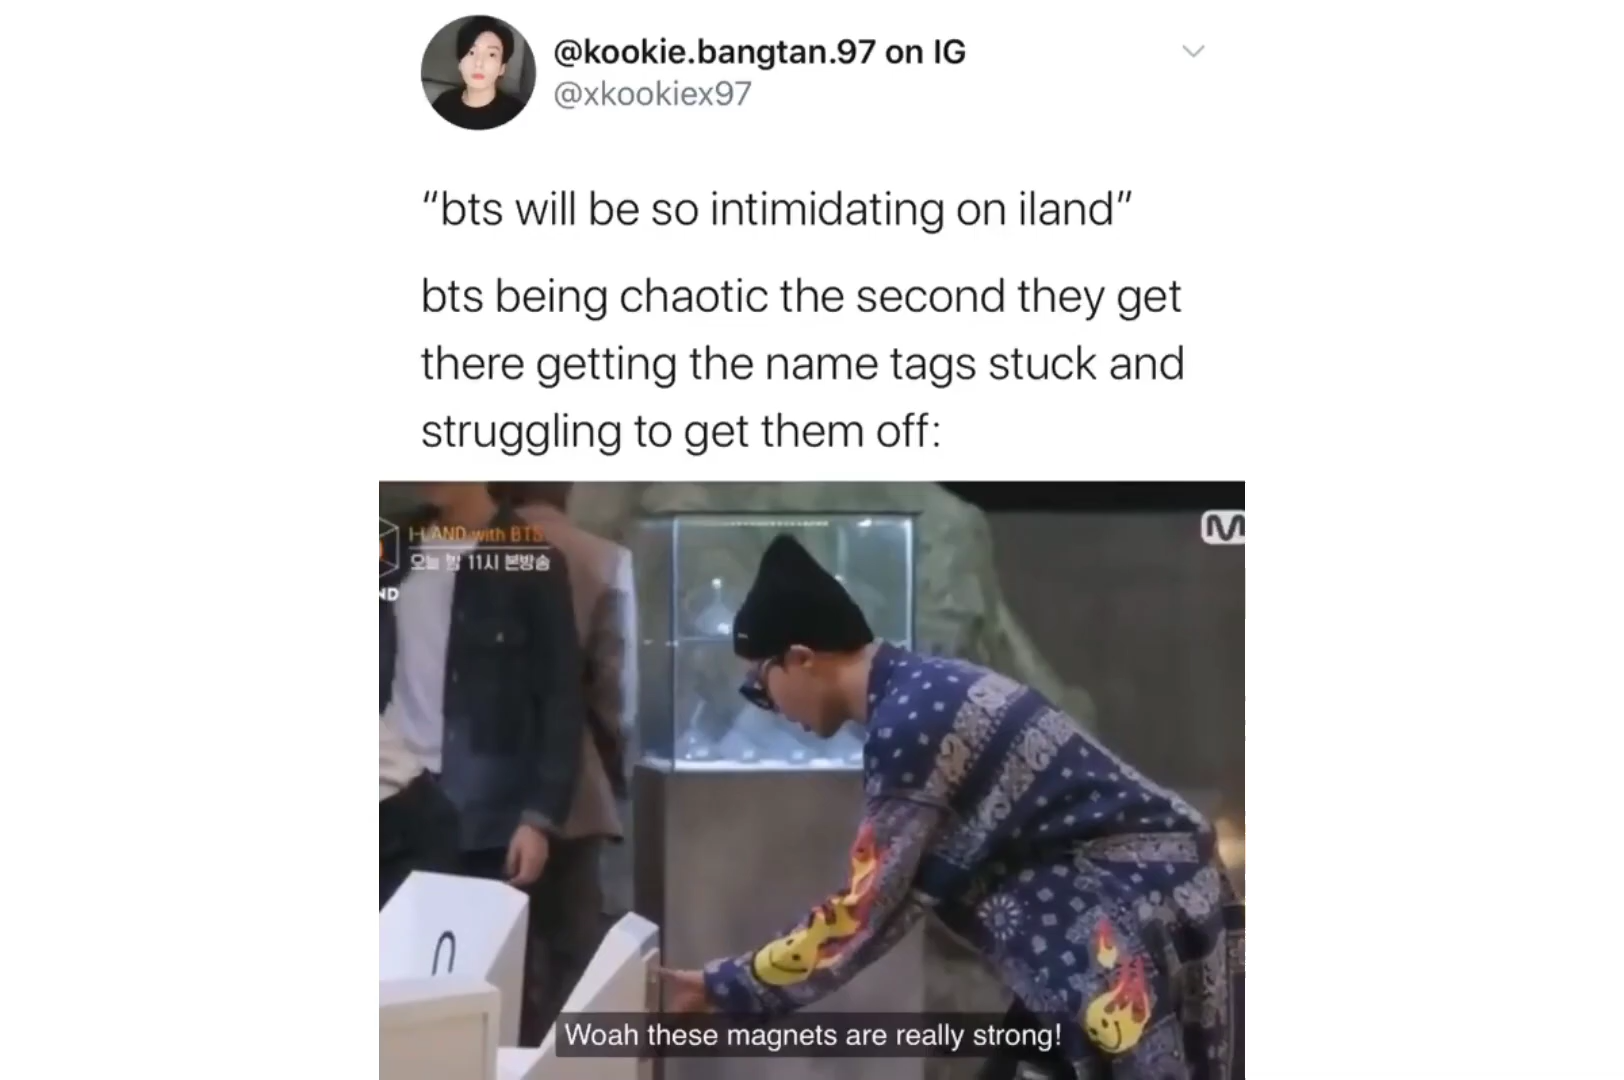 @kookie.bangtan.97 on IG
@xkookiex97
“bts will be so intimidating on iland”
bts being chaotic the second they get
there getting the name tags stuck and
struggling to get them off:
I-LAND with BTS
오늘 밤 11시 본방송
ND
M
Woah these magnets are really strong!